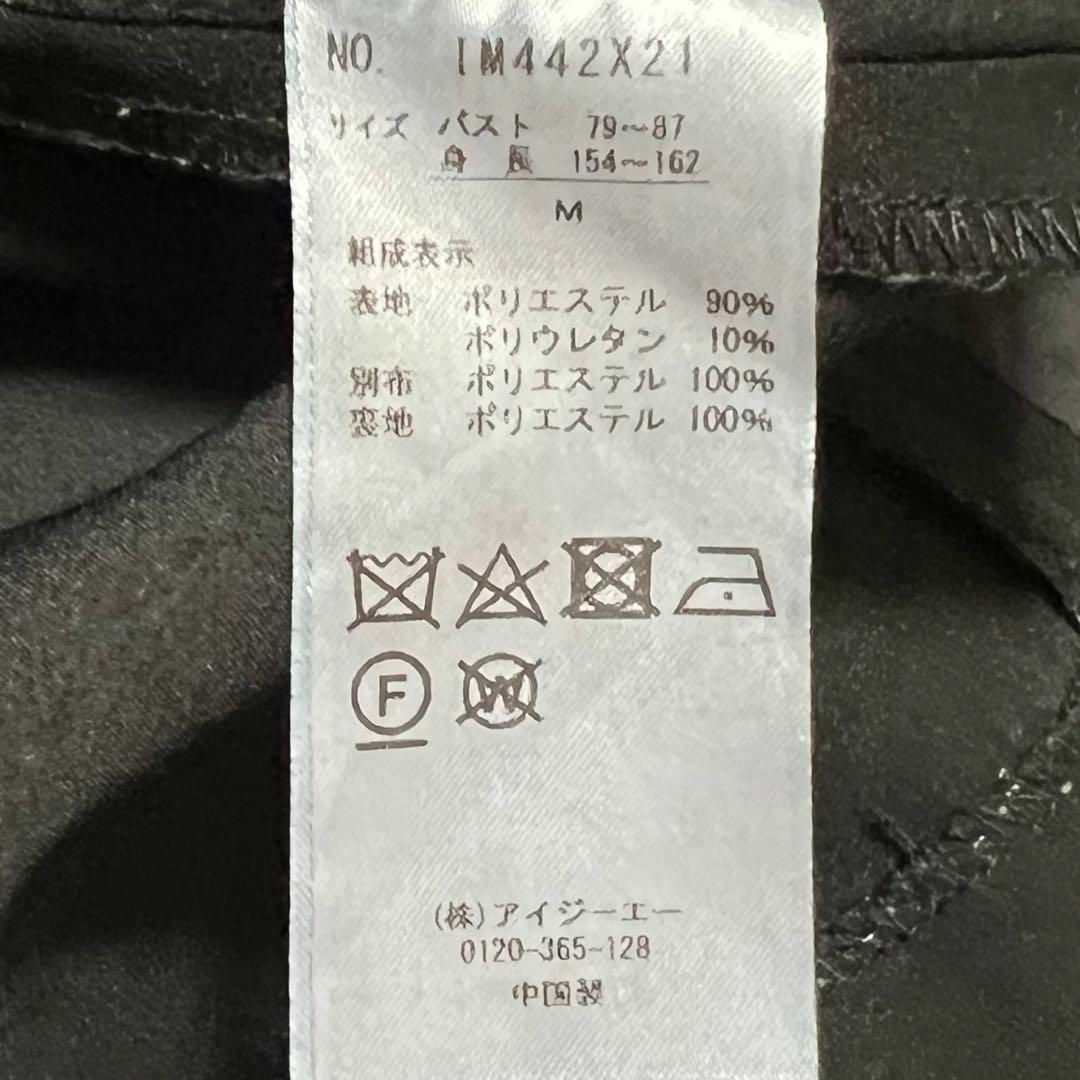 NO. IM442X21
サイズ バスト 79~87
身長 154~162
M
組成表示
表地 ポリエステル 90%
ポリウレタン 10%
別布 ポリエステル 100%
裏地 ポリエステル 100%
F W
(株)アイジーエー
0120-365-128
中国製